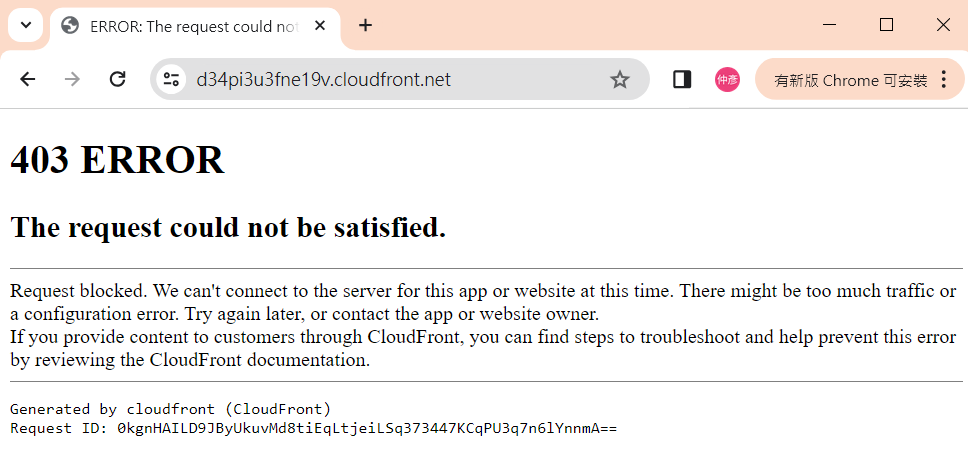 ERROR: The request could not
d34pi3u3fne19v.cloudfront.net
仲彥
有新版 Chrome 可安裝
403 ERROR
The request could not be satisfied.
Request blocked. We can't connect to the server for this app or website at this time. There might be too much traffic or
a configuration error. Try again later, or contact the app or website owner.
If you provide content to customers through CloudFront, you can find steps to troubleshoot and help prevent this error
by reviewing the CloudFront documentation.
Generated by cloudfront (CloudFront)
Request ID: 0kgnHAILD9JByUkuvMd8tiEqLtjeiLSq373447KCqPU3q7n6lYnnmA==